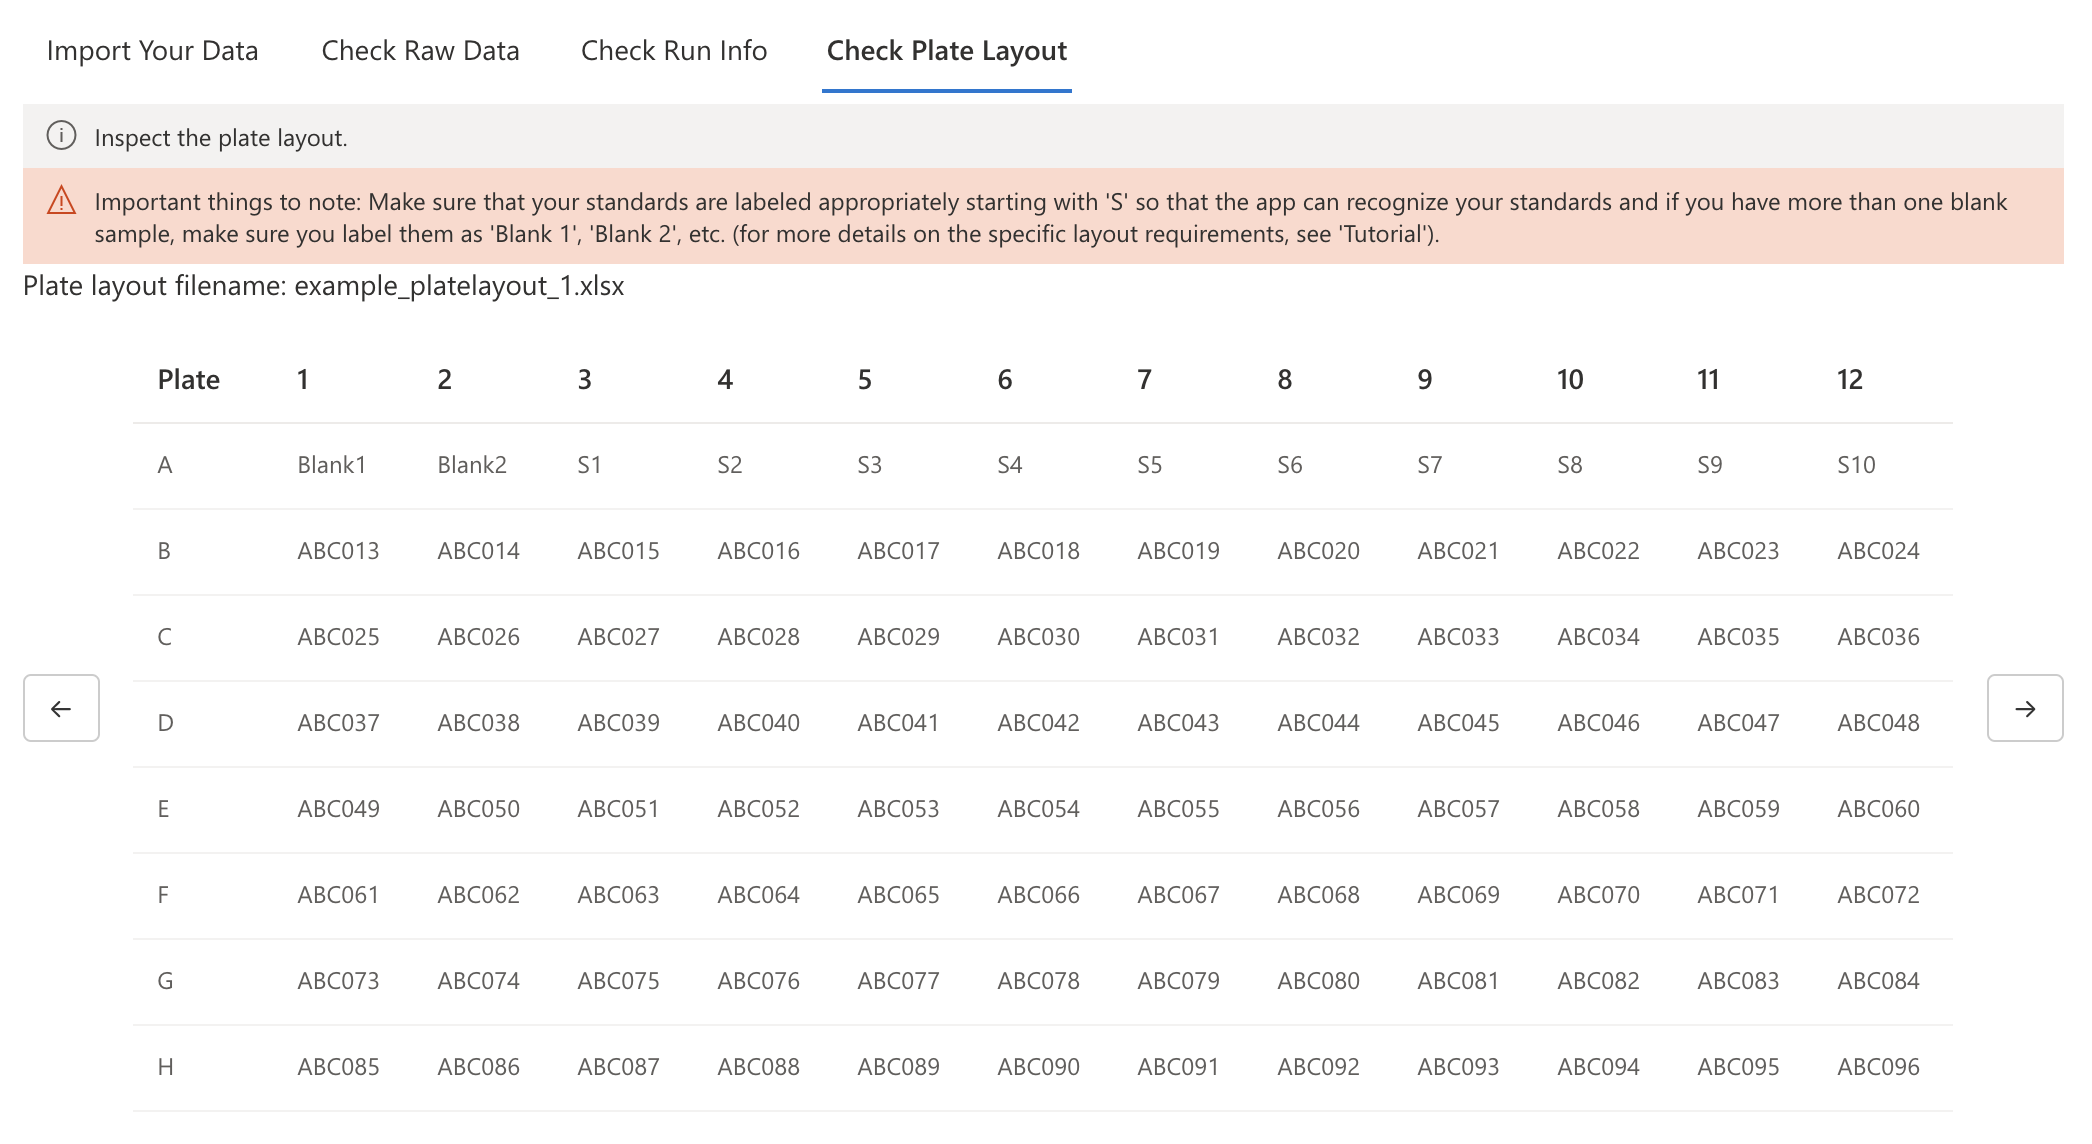 Import Your Data Check Raw Data Check Run Info Check Plate Layout
Inspect the plate layout.
Important things to note: Make sure that your standards are labeled appropriately starting with 'S' so that the app can recognize your standards and if you have more than one blank
sample, make sure you label them as 'Blank 1', 'Blank 2', etc. (for more details on the specific layout requirements, see 'Tutorial').
Plate layout filename: example_platelayout_1.xlsx
Plate 1 2 3 4 5 6 7 8 9 10 11 12
A Blank1 Blank2 S1 S2 S3 S4 S5 S6 S7 S8 S9 S10
B ABC013 ABC014 ABC015 ABC016 ABC017 ABC018 ABC019 ABC020 ABC021 ABC022 ABC023 ABC024
C ABC025 ABC026 ABC027 ABC028 ABC029 ABC030 ABC031 ABC032 ABC033 ABC034 ABC035 ABC036
D ABC037 ABC038 ABC039 ABC040 ABC041 ABC042 ABC043 ABC044 ABC045 ABC046 ABC047 ABC048
E ABC049 ABC050 ABC051 ABC052 ABC053 ABC054 ABC055 ABC056 ABC057 ABC058 ABC059 ABC060
F ABC061 ABC062 ABC063 ABC064 ABC065 ABC066 ABC067 ABC068 ABC069 ABC070 ABC071 ABC072
G ABC073 ABC074 ABC075 ABC076 ABC077 ABC078 ABC079 ABC080 ABC081 ABC082 ABC083 ABC084
H ABC085 ABC086 ABC087 ABC088 ABC089 ABC090 ABC091 ABC092 ABC093 ABC094 ABC095 ABC096